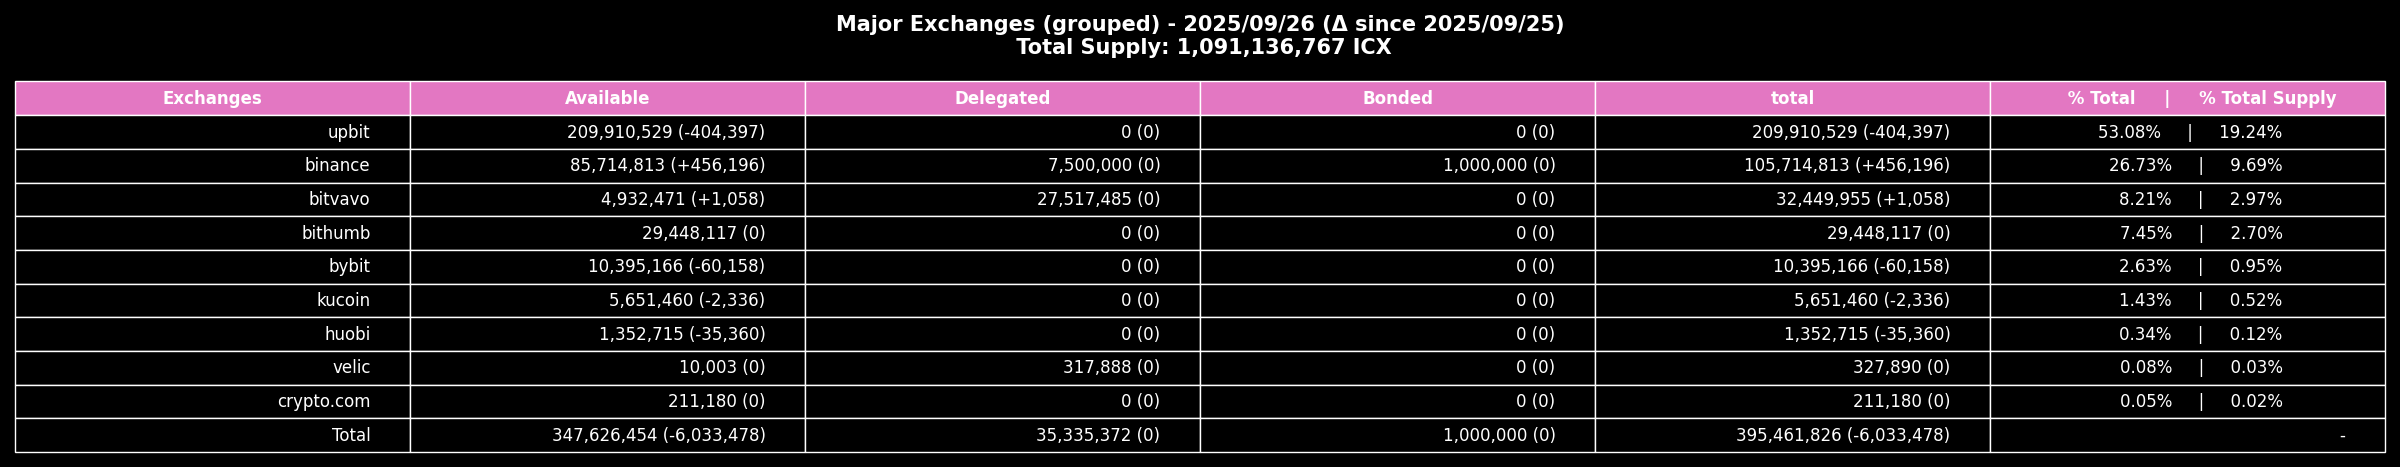 Major Exchanges (grouped) - 2025/09/26 (Δ since 2025/09/25)
Total Supply: 1,091,136,767 ICX
Exchanges Available Delegated Bonded total % Total | % Total Supply
upbit 209,910,529 (-404,397) 0 (0) 0 (0) 209,910,529 (-404,397) 53.08% | 19.24%
binance 85,714,813 (+456,196) 7,500,000 (0) 1,000,000 (0) 105,714,813 (+456,196) 26.73% | 9.69%
bitvavo 4,932,471 (+1,058) 27,517,485 (0) 0 (0) 32,449,955 (+1,058) 8.21% | 2.97%
bithumb 29,448,117 (0) 0 (0) 0 (0) 29,448,117 (0) 7.45% | 2.70%
bybit 10,395,166 (-60,158) 0 (0) 0 (0) 10,395,166 (-60,158) 2.63% | 0.95%
kucoin 5,651,460 (-2,336) 0 (0) 0 (0) 5,651,460 (-2,336) 1.43% | 0.52%
huobi 1,352,715 (-35,360) 0 (0) 0 (0) 1,352,715 (-35,360) 0.34% | 0.12%
velic 10,003 (0) 317,888 (0) 0 (0) 327,890 (0) 0.08% | 0.03%
crypto.com 211,180 (0) 0 (0) 0 (0) 211,180 (0) 0.05% | 0.02%
Total 347,626,454 (-6,033,478) 35,335,372 (0) 1,000,000 (0) 395,461,826 (-6,033,478) -